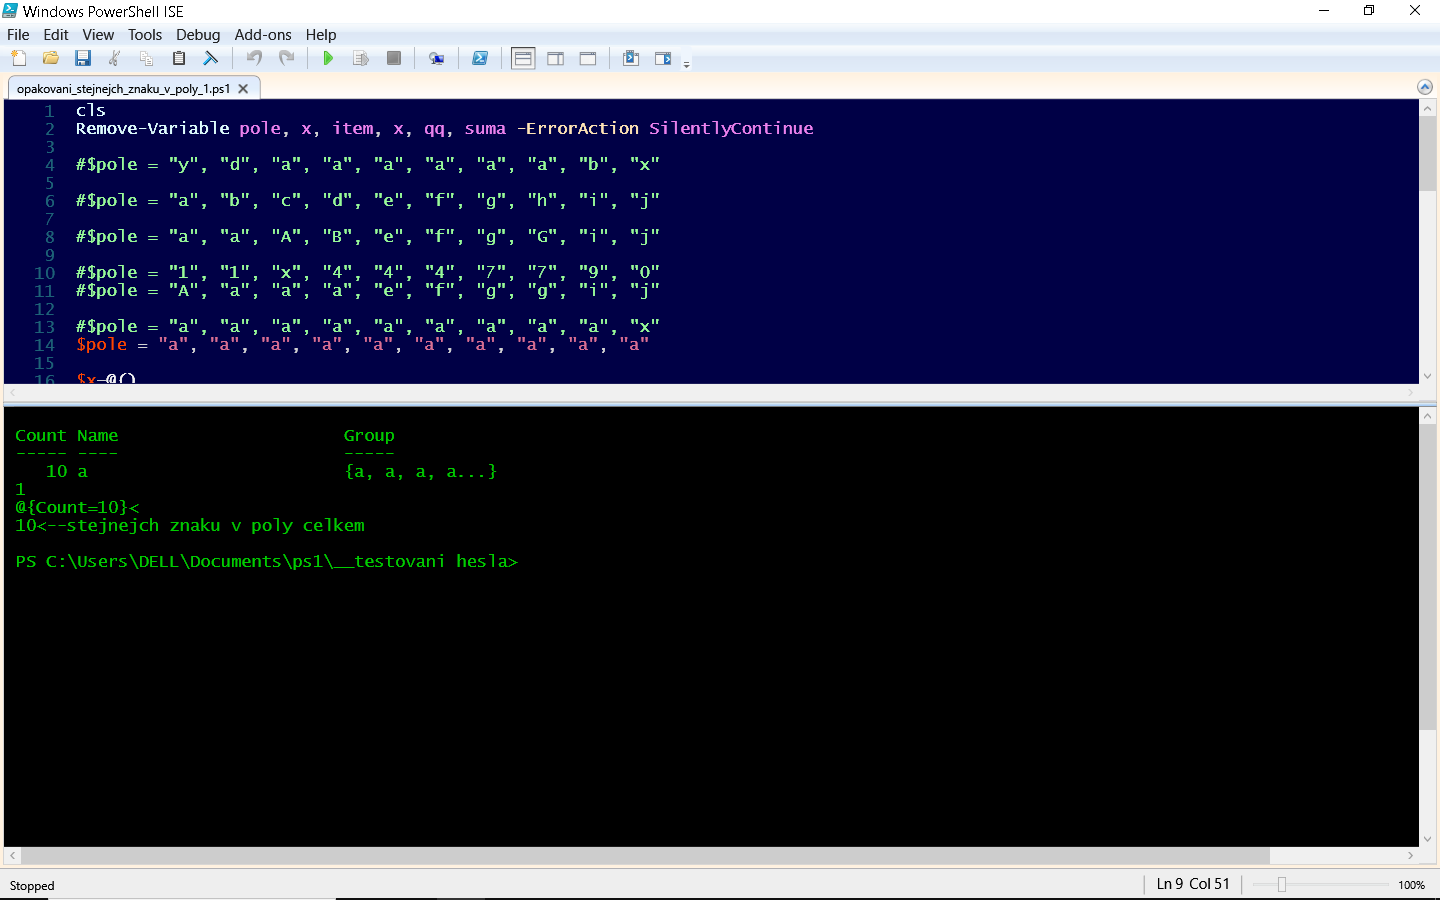 Windows PowerShell ISE
File Edit View Tools Debug Add-ons Help
opakovani_stejnejch_znaku_v_poly_1.ps1
1 cls
2 Remove-Variable pole, x, item, x, qq, suma -ErrorAction SilentlyContinue
3
4 #$pole = "y", "d", "a", "a", "a", "a", "a", "a", "b", "x"
5
6 #$pole = "a", "b", "c", "d", "e", "f", "g", "h", "i", "j"
7
8 #$pole = "a", "a", "A", "B", "e", "f", "g", "G", "i", "j"
9
10 #$pole = "1", "1", "x", "4", "4", "4", "7", "7", "9", "0"
11 #$pole = "A", "a", "a", "a", "e", "f", "g", "g", "i", "j"
12
13 #$pole = "a", "a", "a", "a", "a", "a", "a", "a", "a", "x"
14 $pole = "a", "a", "a", "a", "a", "a", "a", "a", "a", "a"
15
16 $x=@()
Count Name Group
----- ---- -----
10 a {a, a, a, a...}
1
@{Count=10}<
10<--stejnejch znaku v poly celkem
PS C:\Users\DELL\Documents\ps1\__testovani hesla>
Stopped
Ln 9 Col 51
100%